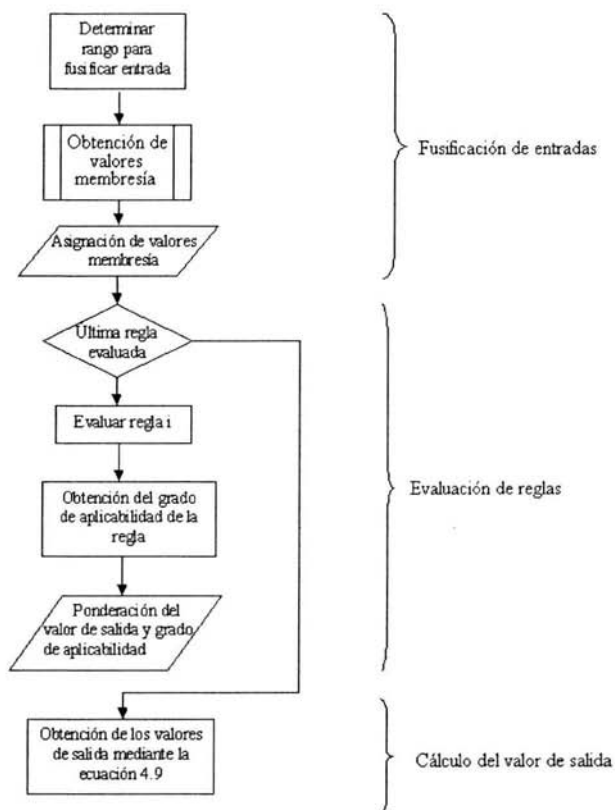 Determinar
rango para
fusificar entrada
Obtención de
valores
membresía
Fusificación de entradas
Asignación de valores
membresía
Última regla
evaluada
Evaluar regla i
Obtención del grado
de aplicabilidad de la
regla
Evaluación de reglas
Ponderación del
valor de salida y grado
de aplicabilidad
Obtención de los valores
de salida mediante la
ecuación 4.9
Cálculo del valor de salida